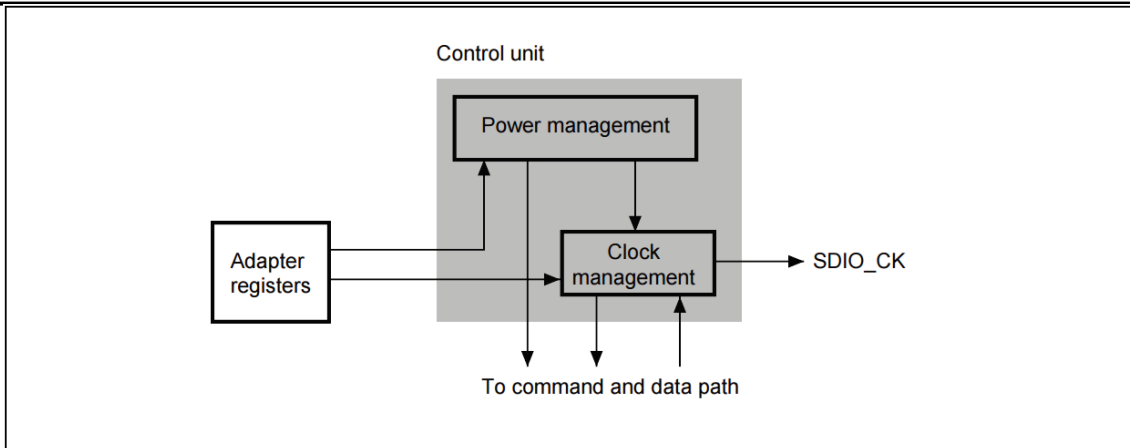 Control unit
Power management
Adapter
registers
Clock
management
SDIO_CK
To command and data path